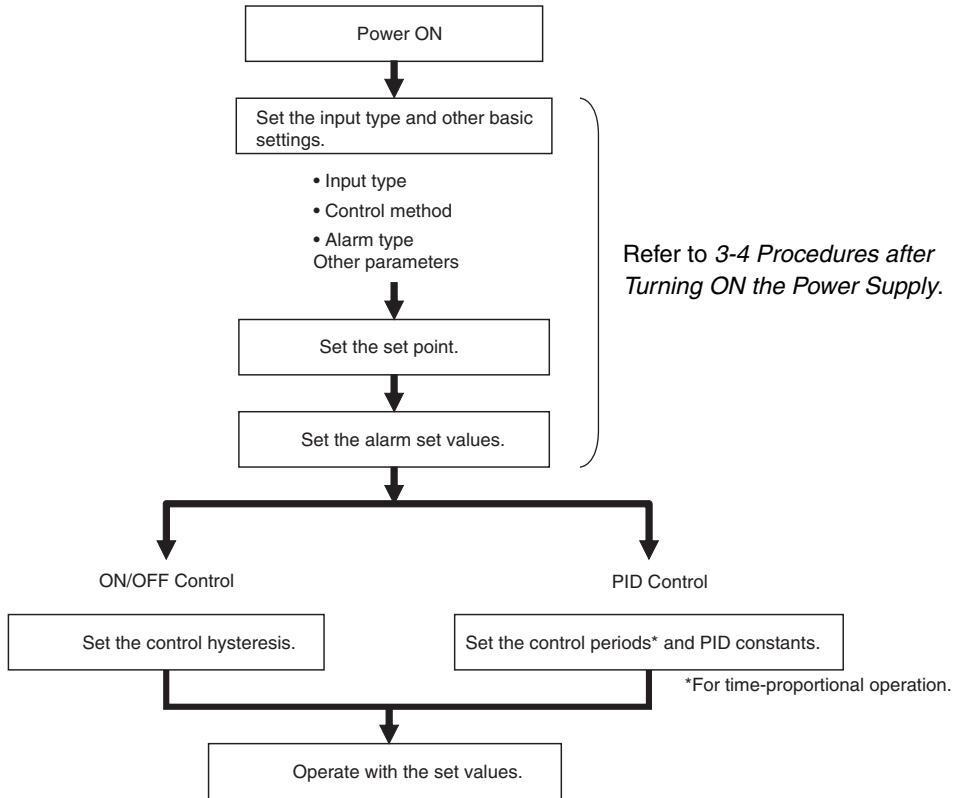 Power ON
Set the input type and other basic
settings.
• Input type
• Control method
• Alarm type
Other parameters
Refer to 3-4 Procedures after
Turning ON the Power Supply.
Set the set point.
Set the alarm set values.
ON/OFF Control
PID Control
Set the control hysteresis.
Set the control periods* and PID constants.
*For time-proportional operation.
Operate with the set values.